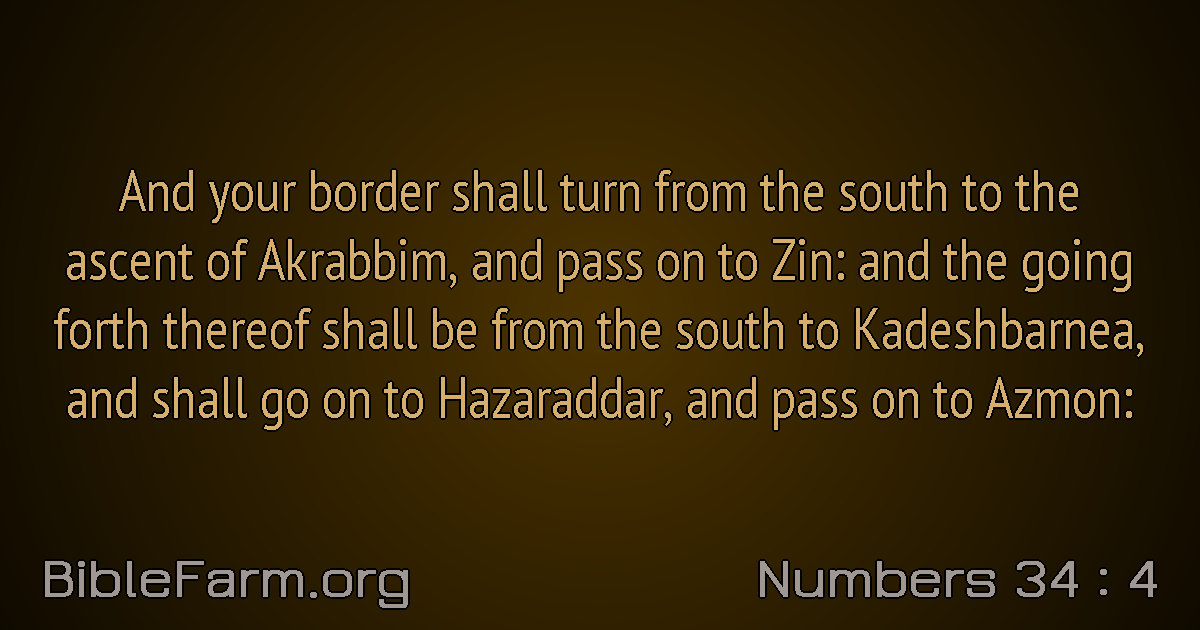 And your border shall turn from the south to the
ascent of Akrabbim, and pass on to Zin: and the going
forth thereof shall be from the south to Kadeshbarnea,
and shall go on to Hazaraddar, and pass on to Azmon:
BibleFarm.org
Numbers 34 : 4